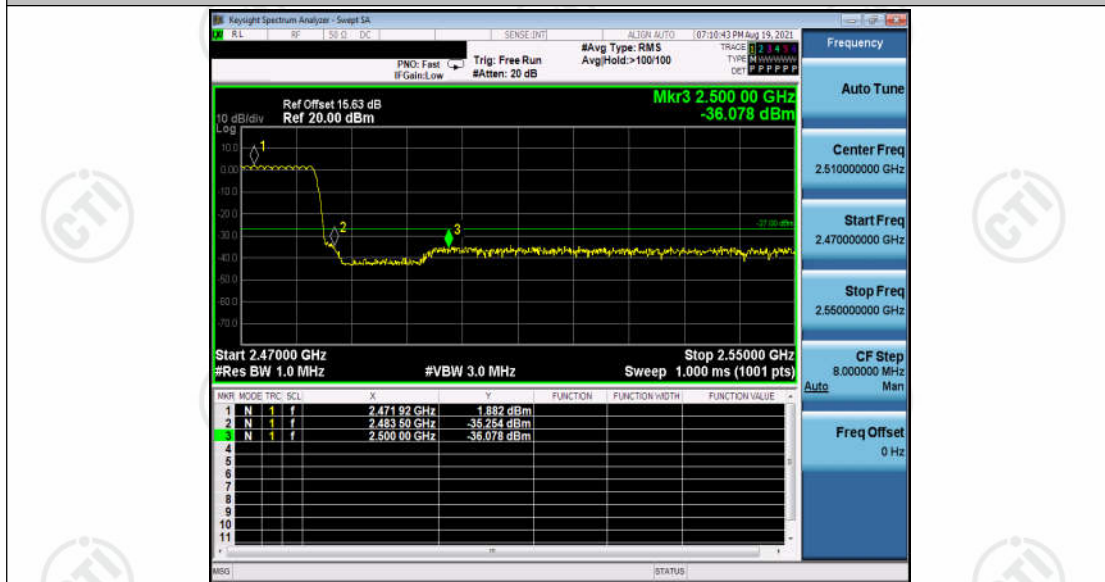 Keysight Spectrum Analyzer - Swept SA
RL RF 50 Ω DC SENSE:INT ALIGN AUTO 07:10:43 PM Aug 19, 2021
PNO: Fast
IFGain:Low
Trig: Free Run
#Atten: 20 dB
#Avg Type: RMS
Avg|Hold:>100/100
TRACE 1 2 3 4 5 6
TYPE M W W W W W
DET P P P P P P
Frequency
Auto Tune
Center Freq
2.510000000 GHz
Start Freq
2.470000000 GHz
Stop Freq
2.550000000 GHz
CF Step
8.000000 MHz
Auto Man
Freq Offset
0 Hz
Mkr3 2.500 00 GHz
-36.078 dBm
Ref Offset 15.63 dB
10 dB/div Ref 20.00 dBm
Log
10.0
0.00
-10.0
-20.0
-30.0
-40.0
-50.0
-60.0
-70.0
1
2
3
-27.00 dBm
Start 2.47000 GHz Stop 2.55000 GHz
#Res BW 1.0 MHz #VBW 3.0 MHz Sweep 1.000 ms (1001 pts)
MKR MODE TRC SCL X Y FUNCTION FUNCTION WIDTH FUNCTION VALUE
1 N 1 f 2.471 92 GHz 1.882 dBm
2 N 1 f 2.483 50 GHz -35.254 dBm
3 N 1 f 2.500 00 GHz -36.078 dBm
4
5
6
7
8
9
10
11
MSG STATUS
CTI
CTI